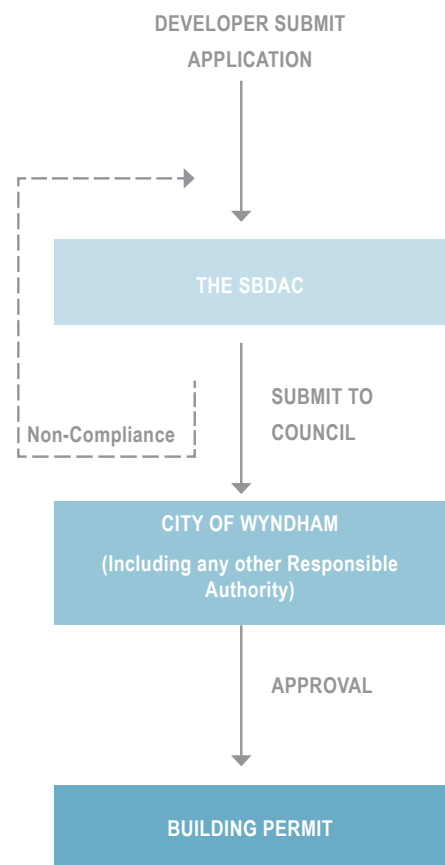 DEVELOPER SUBMIT
APPLICATION
THE SBDAC
SUBMIT TO
COUNCIL
Non-Compliance
CITY OF WYNDHAM
(Including any other Responsible
Authority)
APPROVAL
BUILDING PERMIT